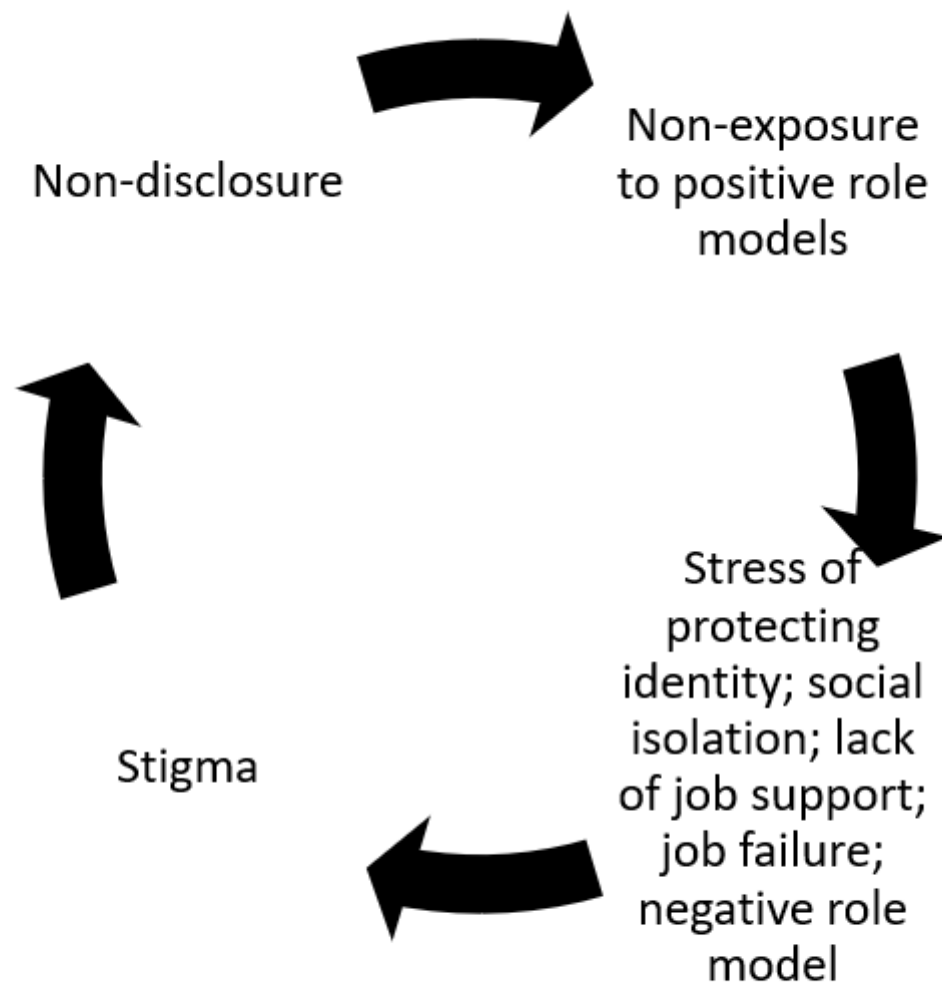 Non-disclosure
Non-exposure
to positive role
models
Stress of
protecting
identity; social
isolation; lack
of job support;
job failure;
negative role
model
Stigma